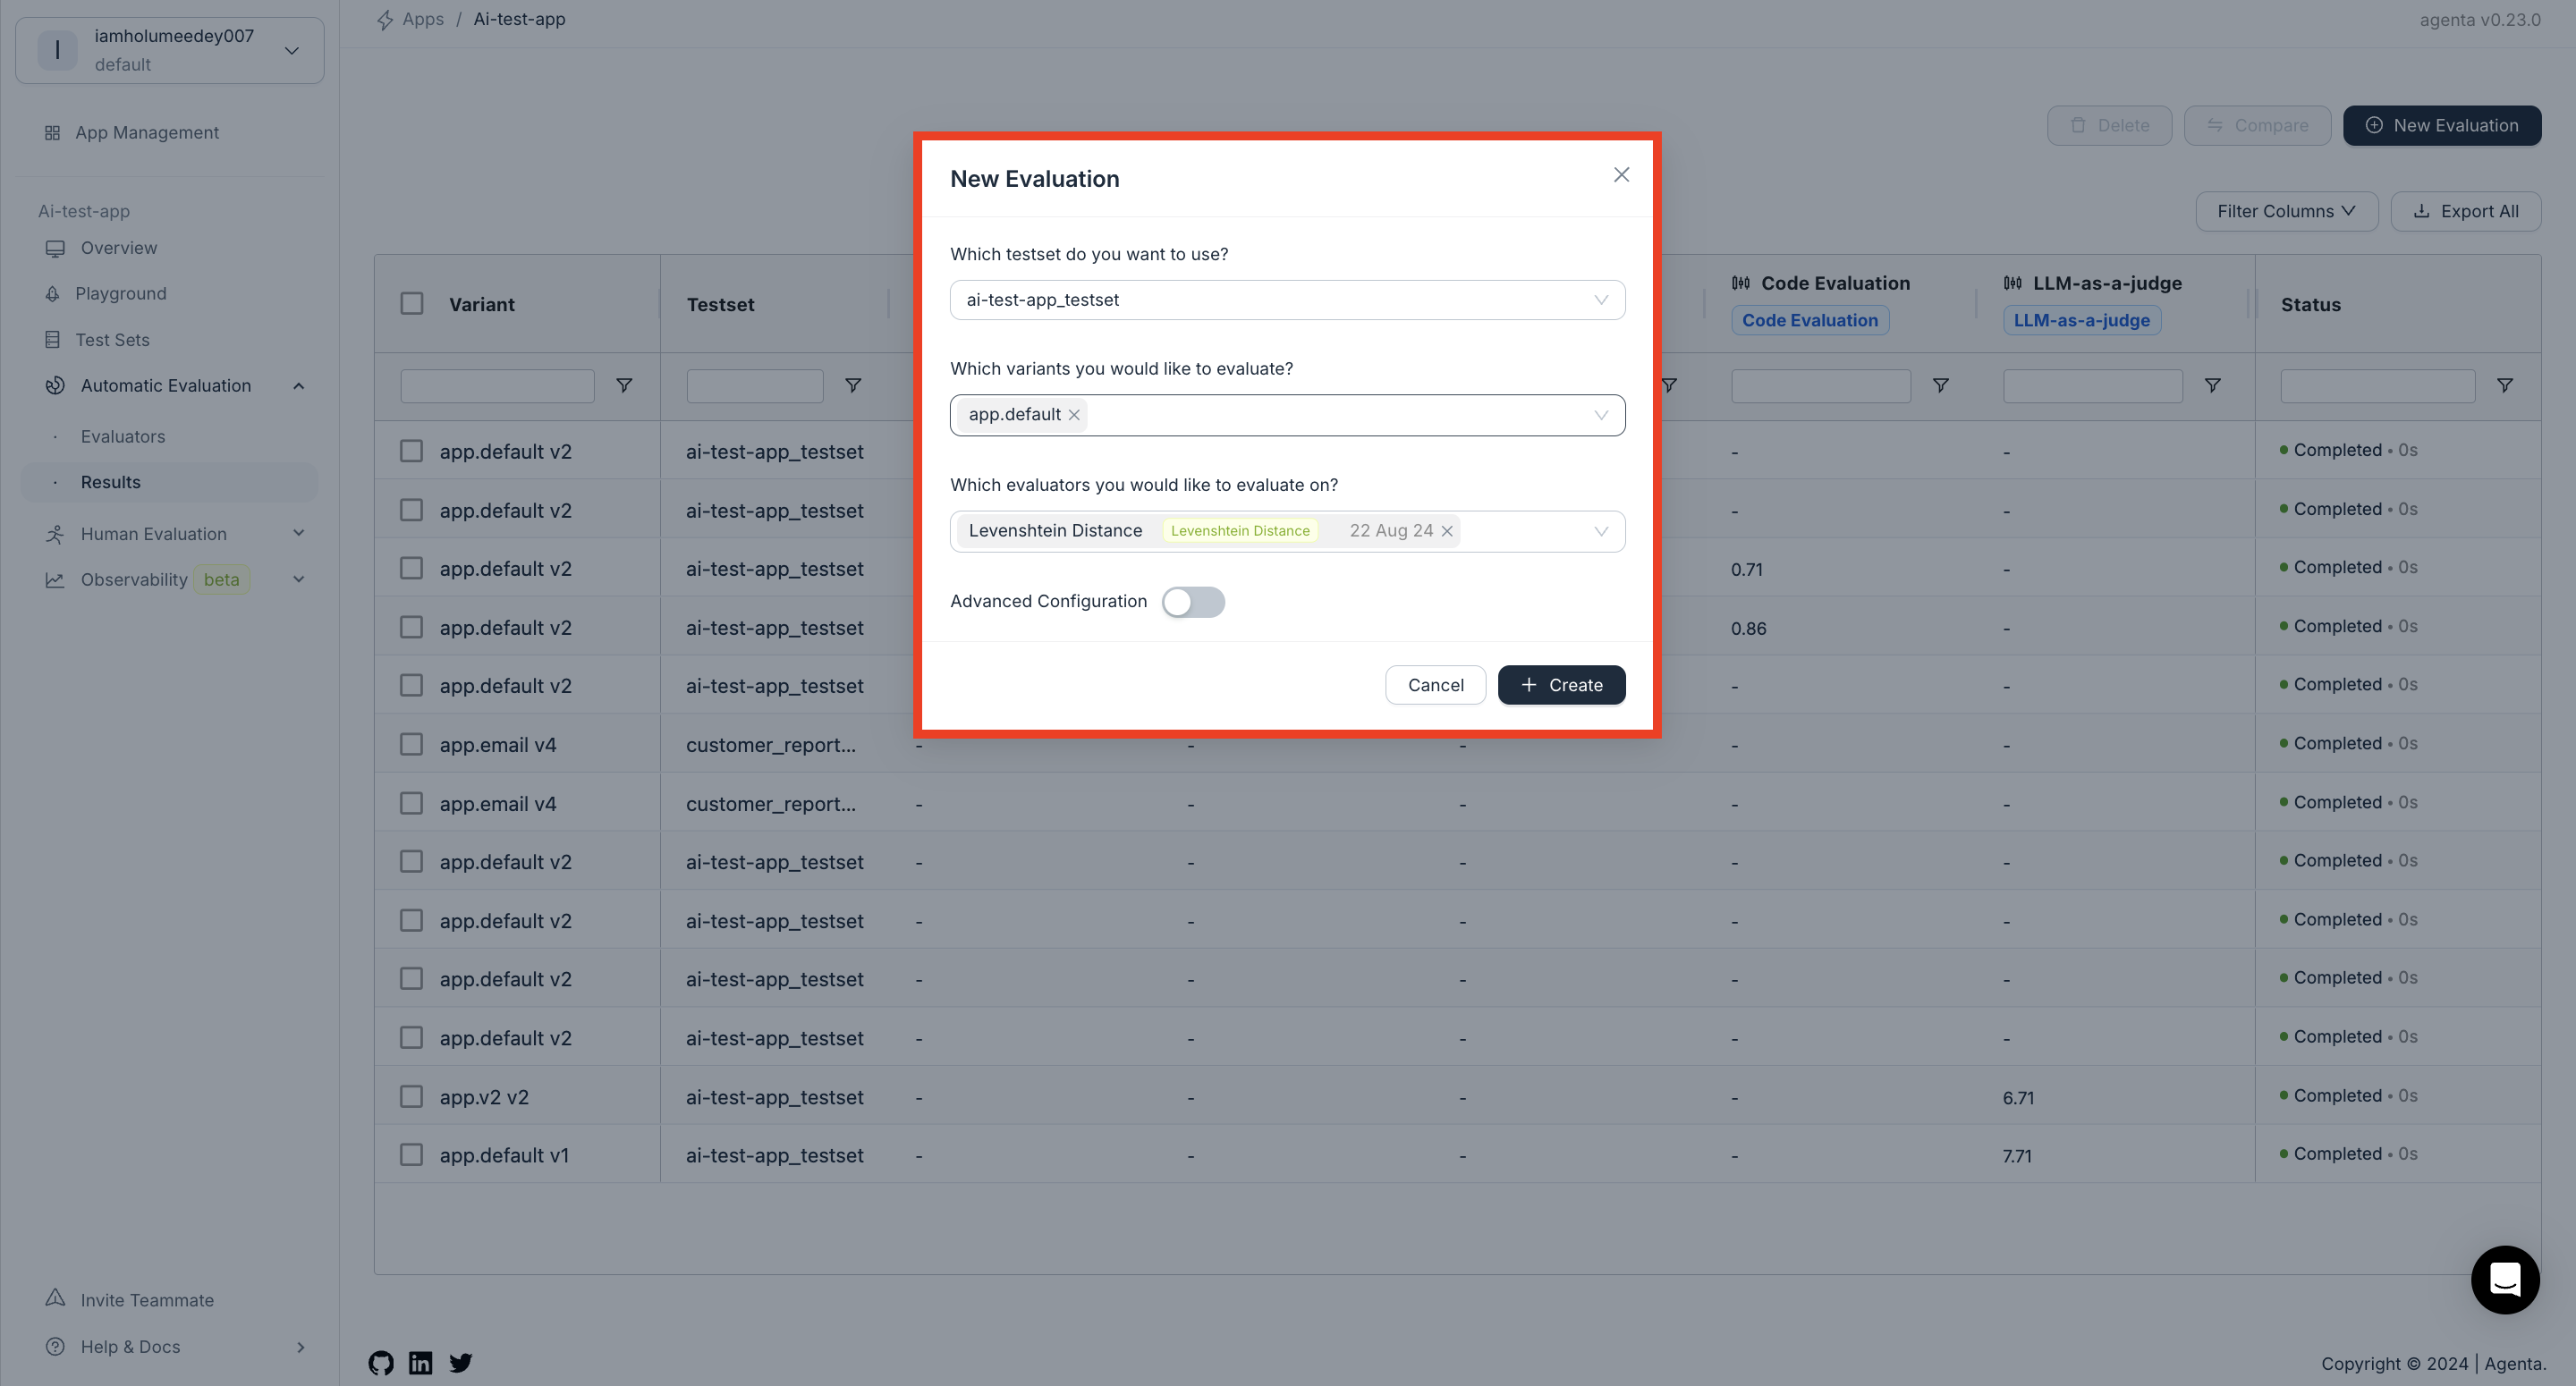 I
iamholumeedey007
default
App Management
Ai-test-app
Overview
Playground
Test Sets
Automatic Evaluation
Evaluators
Results
Human Evaluation
Observability beta
Invite Teammate
Help & Docs
Apps / Ai-test-app
agenta v0.23.0
Delete
Compare
New Evaluation
Filter Columns
Export All
New Evaluation
Which testset do you want to use?
ai-test-app_testset
Which variants you would like to evaluate?
app.default
Which evaluators you would like to evaluate on?
Levenshtein Distance Levenshtein Distance 22 Aug 24
Advanced Configuration
Cancel
+ Create
Variant Testset Code Evaluation LLM-as-a-judge Status
Code Evaluation LLM-as-a-judge
app.default v2 ai-test-app_testset - - Completed • 0s
app.default v2 ai-test-app_testset - - Completed • 0s
app.default v2 ai-test-app_testset 0.71 - Completed • 0s
app.default v2 ai-test-app_testset 0.86 - Completed • 0s
app.default v2 ai-test-app_testset - - Completed • 0s
app.email v4 customer_report... - - - - - Completed • 0s
app.email v4 customer_report... - - - - - Completed • 0s
app.default v2 ai-test-app_testset - - - - - Completed • 0s
app.default v2 ai-test-app_testset - - - - - Completed • 0s
app.default v2 ai-test-app_testset - - - - - Completed • 0s
app.default v2 ai-test-app_testset - - - - - Completed • 0s
app.v2 v2 ai-test-app_testset - - - - 6.71 Completed • 0s
app.default v1 ai-test-app_testset - - - - 7.71 Completed • 0s
Copyright © 2024 | Agenta.